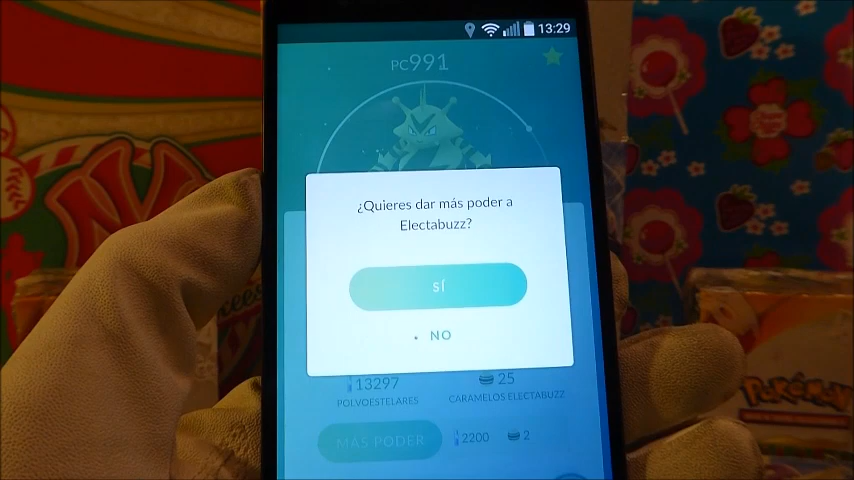 13:29
PC991
¿Quieres dar más poder a
Electabuzz?
SÍ
NO
13297
25
POLVOESTELARES
CARAMELOS ELECTABUZZ
MÁS PODER
2200
2
POKéMON